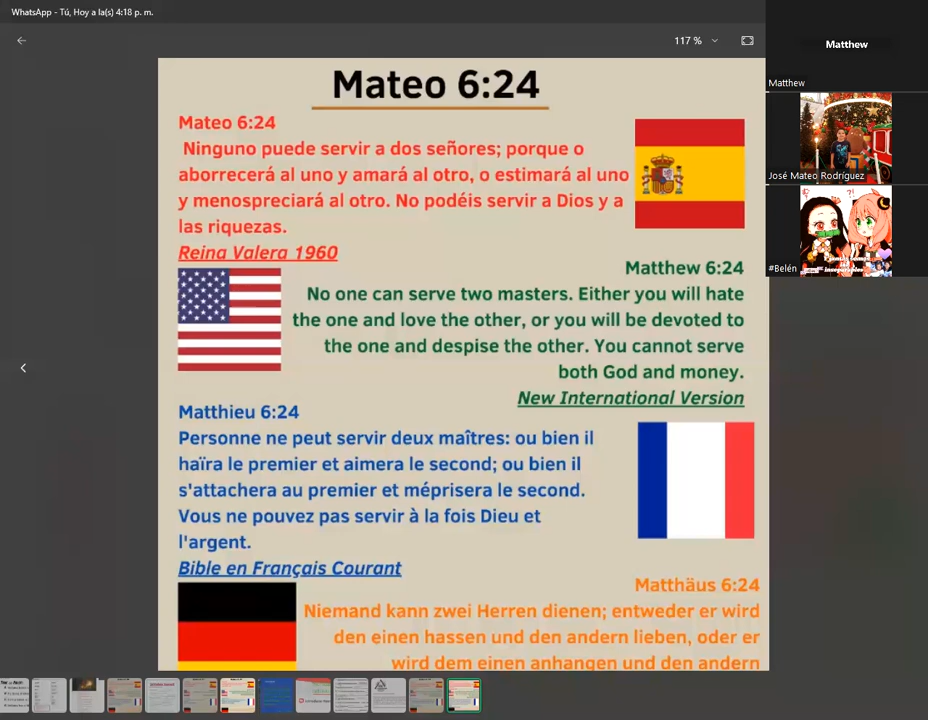 WhatsApp - Tú, Hoy a la(s) 4:18 p. m.
117 %
Mateo 6:24
Mateo 6:24
Ninguno puede servir a dos señores; porque o
aborrecerá al uno y amará al otro, o estimará al uno
y menospreciará al otro. No podéis servir a Dios y a
las riquezas.
Reina Valera 1960
Matthew 6:24
No one can serve two masters. Either you will hate
the one and love the other, or you will be devoted to
the one and despise the other. You cannot serve
both God and money.
New International Version
Matthieu 6:24
Personne ne peut servir deux maîtres: ou bien il
haïra le premier et aimera le second; ou bien il
s'attachera au premier et méprisera le second.
Vous ne pouvez pas servir à la fois Dieu et
l'argent.
Bible en Français Courant
Matthäus 6:24
Niemand kann zwei Herren dienen; entweder er wird
den einen hassen und den andern lieben, oder er
wird dem einen anhangen und den andern
Matthew
Matthew
José Mateo Rodríguez
#Belén